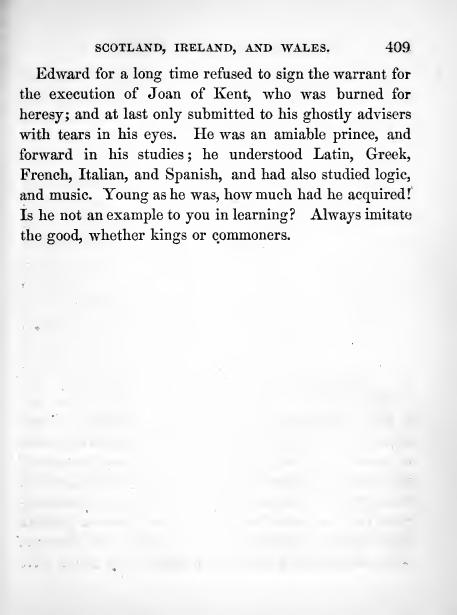 SCOTLAND, IRELAND, AND WALES. 409
Edward for a long time refused to sign the warrant for
the execution of Joan of Kent, who was burned for
heresy; and at last only submitted to his ghostly advisers
with tears in his eyes. He was an amiable prince, and
forward in his studies; he understood Latin, Greek,
French, Italian, and Spanish, and had also studied logic,
and music. Young as he was, how much had he acquired!
Is he not an example to you in learning? Always imitate
the good, whether kings or commoners.